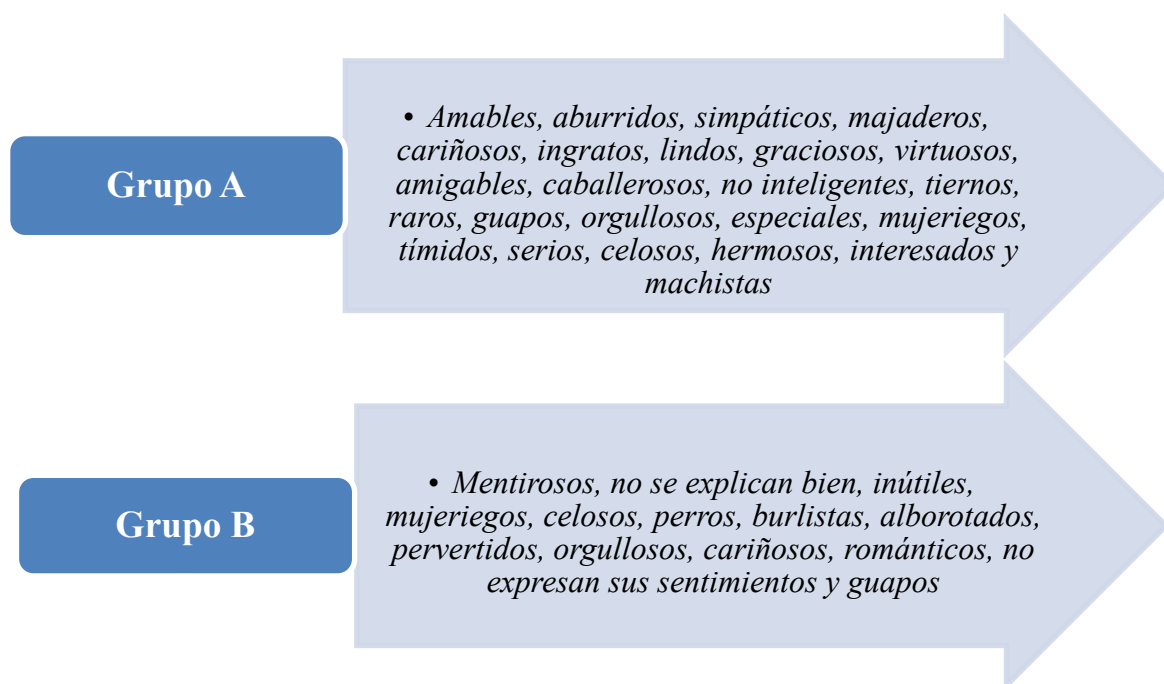 Grupo A
• Amables, aburridos, simpáticos, majaderos,
cariñosos, ingratos, lindos, graciosos, virtuosos,
amigables, caballerosos, no inteligentes, tiernos,
raros, guapos, orgullosos, especiales, mujeriegos,
tímidos, serios, celosos, hermosos, interesados y
machistas
Grupo B
• Mentirosos, no se explican bien, inútiles,
mujeriegos, celosos, perros, burlistas, alborotados,
pervertidos, orgullosos, cariñosos, románticos, no
expresan sus sentimientos y guapos